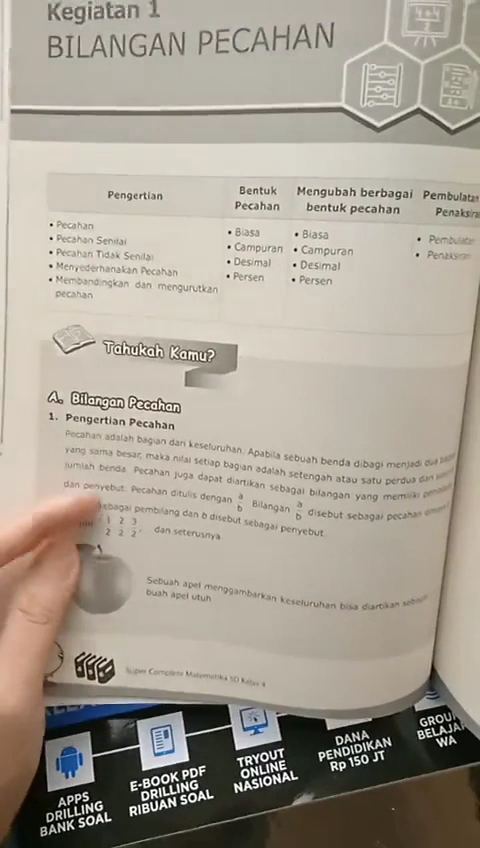 Kegiatan 1
BILANGAN PECAHAN
Pengertian
• Pecahan
• Pecahan Senilai
• Pecahan Tidak Senilai
• Menyederhanakan Pecahan
• Membandingkan dan mengurutkan
pecahan
Bentuk
Pecahan
• Biasa
• Campuran
• Desimal
• Persen
Mengubah berbagai
bentuk pecahan
• Biasa
• Campuran
• Desimal
• Persen
Pembulatan
• Pembulatan
• Penaksiran
Tahukah Kamu?
A. Bilangan Pecahan
1. Pengertian Pecahan
Pecahan adalah bagian dari keseluruhan. Apabila sebuah benda dibagi menjadi dua
yang sama besar, maka nilai setiap bagian adalah setengah atau satu perdua dan
jumlah benda. Pecahan juga dapat diartikan sebagai bilangan yang memiliki
dan penyebut. Pecahan ditulis dengan a/b Bilangan a/b disebut sebagai pecahan
sebagai pembilang dan b disebut sebagai penyebut.
1/2 2/2 3/2, dan seterusnya.
Sebuah apel menggambarkan keseluruhan bisa diartikan
buah apel utuh
Super Complete Matematika SD Kelas 4
APPS
DRILLING
BANK SOAL
E-BOOK PDF
DRILLING
RIBUAN SOAL
TRYOUT
ONLINE
NASIONAL
DANA
PENDIDIKAN
Rp 150 JT
GROUP
BELAJAR
WA